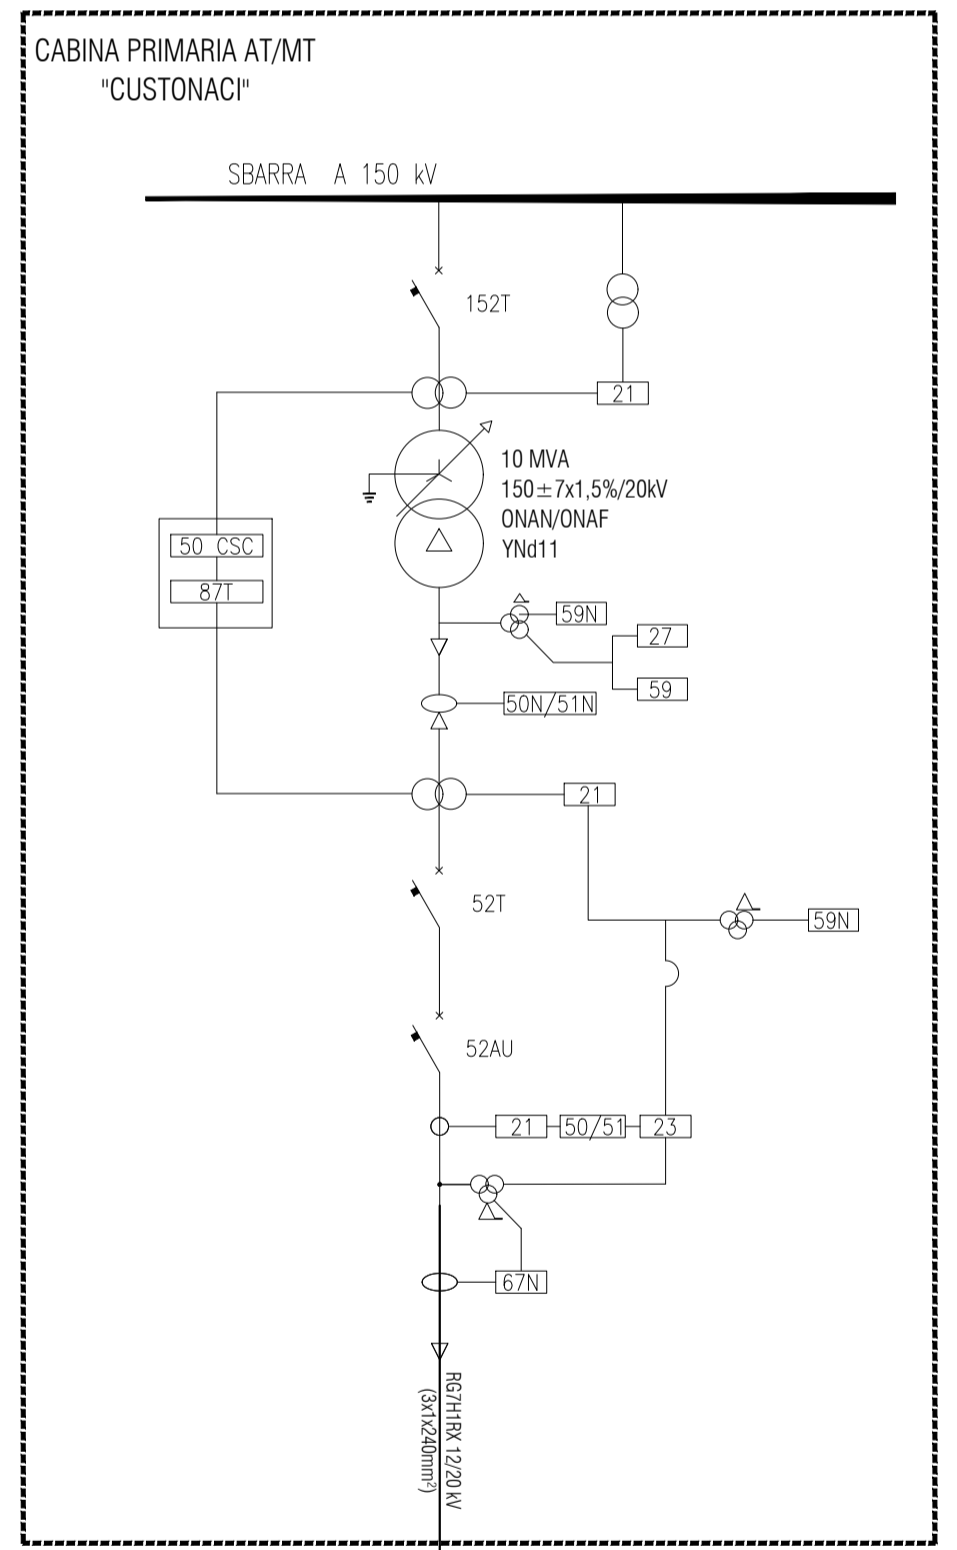 CABINA PRIMARIA AT/MT
"CUSTONACI"
SBARRA A 150 kV
152T
21
10 MVA
150±7x1,5%/20kV
ONAN/ONAF
YNd11
50 CSC
87T
59N
27
59
50N/51N
21
52T
59N
52AU
21
50/51
23
67N
RG7H1RX 12/20 kV
(3x1x240mm²)